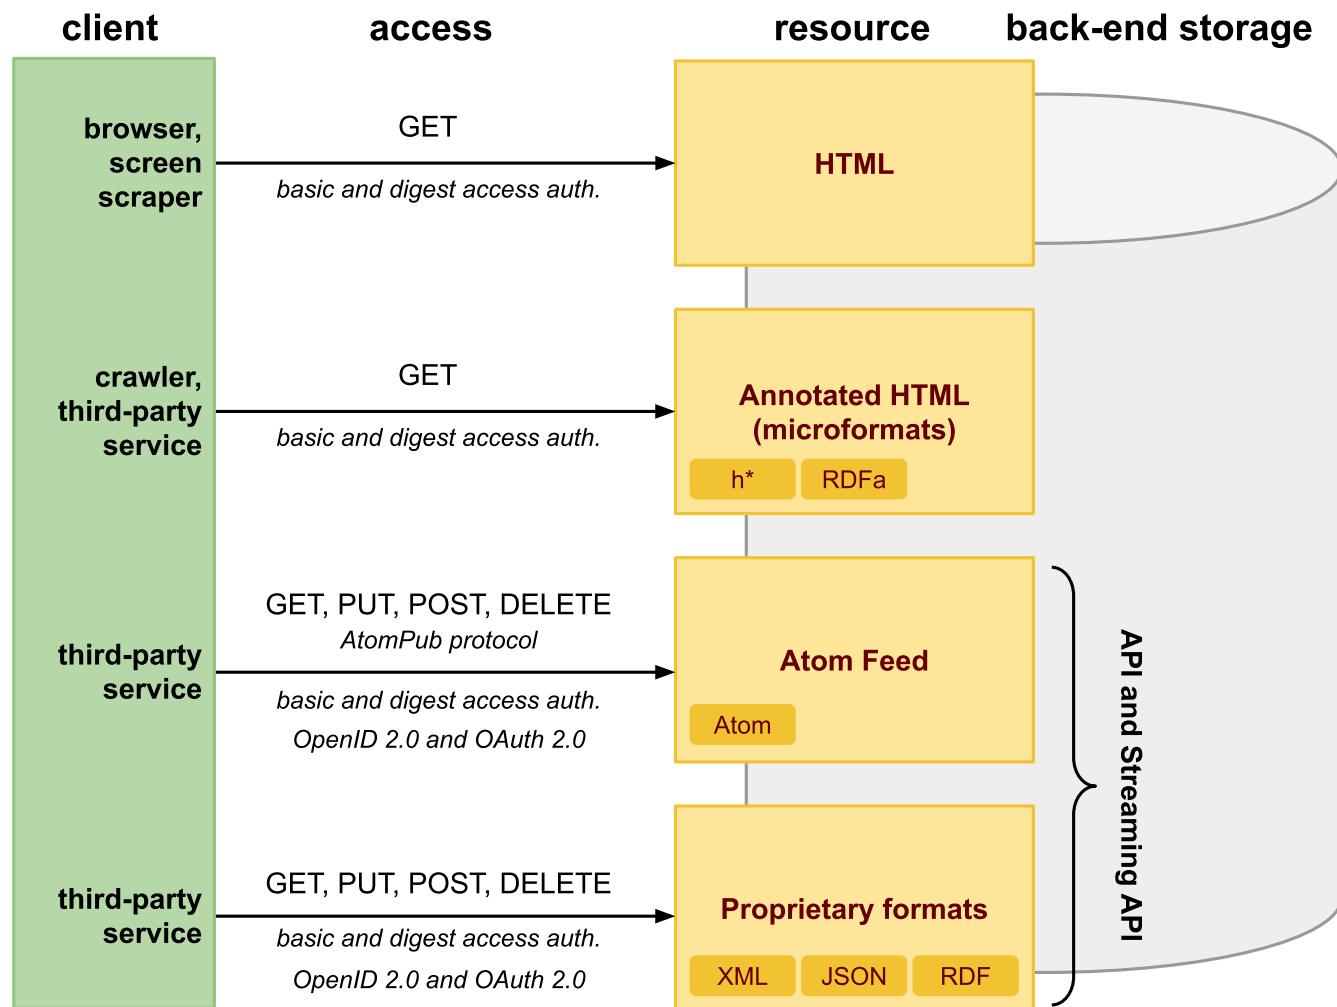 client
access
resource
back-end storage
browser,
screen
scraper
GET
basic and digest access auth.
HTML
crawler,
third-party
service
GET
basic and digest access auth.
Annotated HTML
(microformats)
h*
RDFa
third-party
service
GET, PUT, POST, DELETE
AtomPub protocol
basic and digest access auth.
OpenID 2.0 and OAuth 2.0
Atom Feed
Atom
API and Streaming API
third-party
service
GET, PUT, POST, DELETE
basic and digest access auth.
OpenID 2.0 and OAuth 2.0
Proprietary formats
XML
JSON
RDF